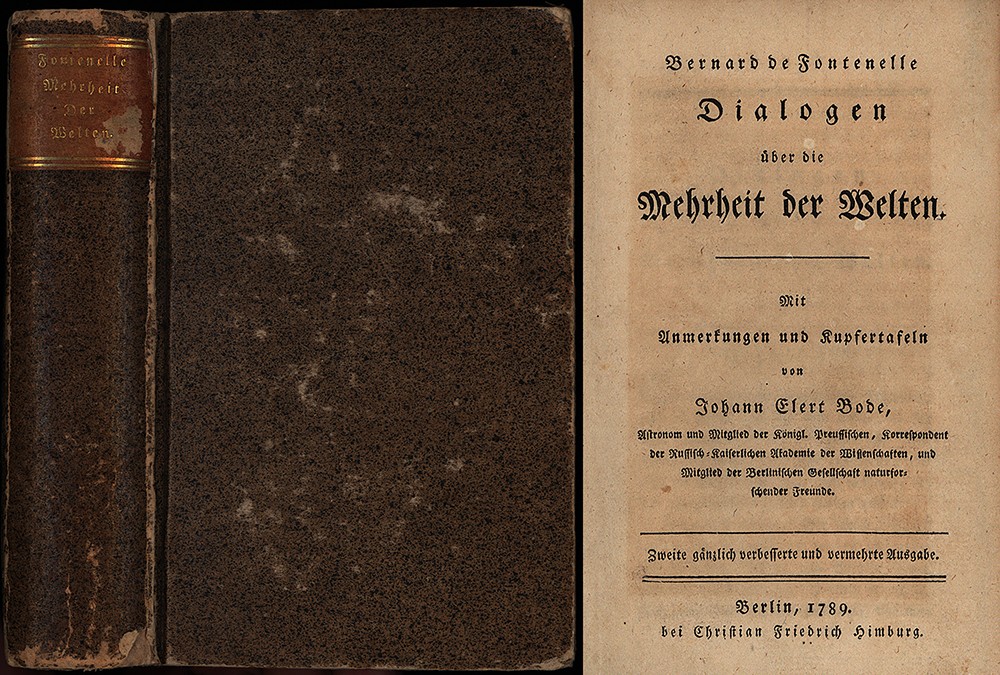 Fontenelle
Mehrheit
Der
Welten.
Bernard de Fontenelle
Dialogen
über die
Mehrheit der Welten.
Mit
Anmerkungen und Kupfertafeln
von
Johann Elert Bode,
Astronom und Mitglied der Königl. Preussischen, Korrespondent
der Russisch-Kaiserlichen Akademie der Wissenschaften, und
Mitglied der Berlinischen Gesellschaft naturfor-
schender Freunde.
Zweite gänzlich verbesserte und vermehrte Ausgabe.
Berlin, 1789.
bei Christian Friedrich Himburg.